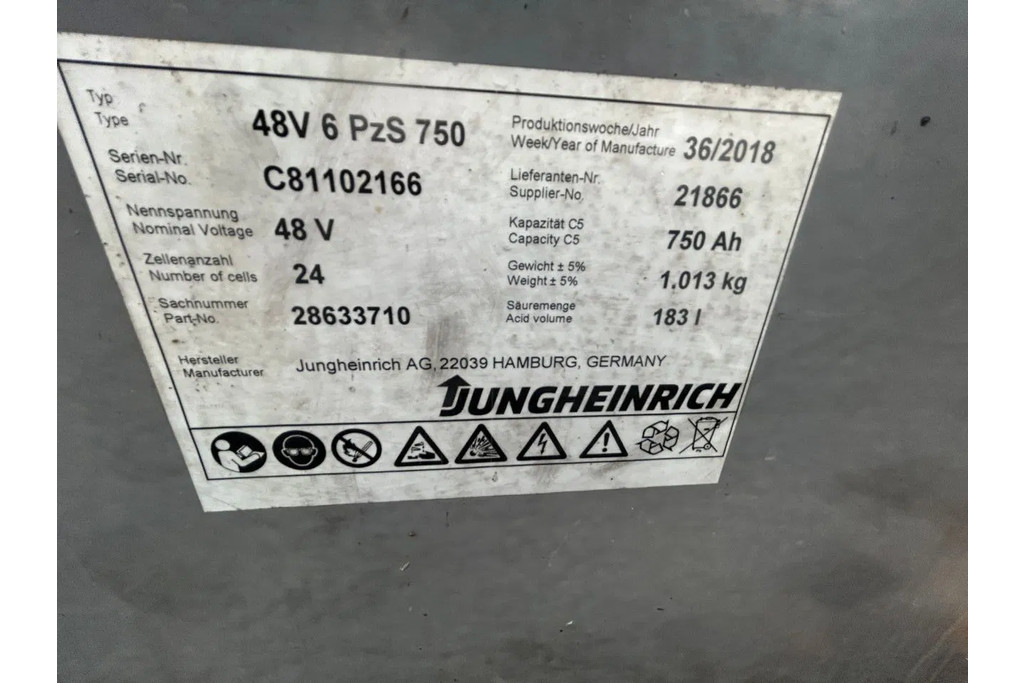 Typ
Type
48V 6 PzS 750
Produktionswoche/Jahr
Week/Year of Manufacture
36/2018
Serien-Nr.
Serial-No.
C81102166
Lieferanten-Nr.
Supplier-No.
21866
Nennspannung
Nominal Voltage
48 V
Kapazität C5
Capacity C5
750 Ah
Zellenanzahl
Number of cells
24
Gewicht ± 5%
Weight ± 5%
1.013 kg
Sachnummer
Part-No.
28633710
Säuremenge
Acid volume
183 l
Hersteller
Manufacturer
Jungheinrich AG, 22039 HAMBURG, GERMANY
JUNGHEINRICH